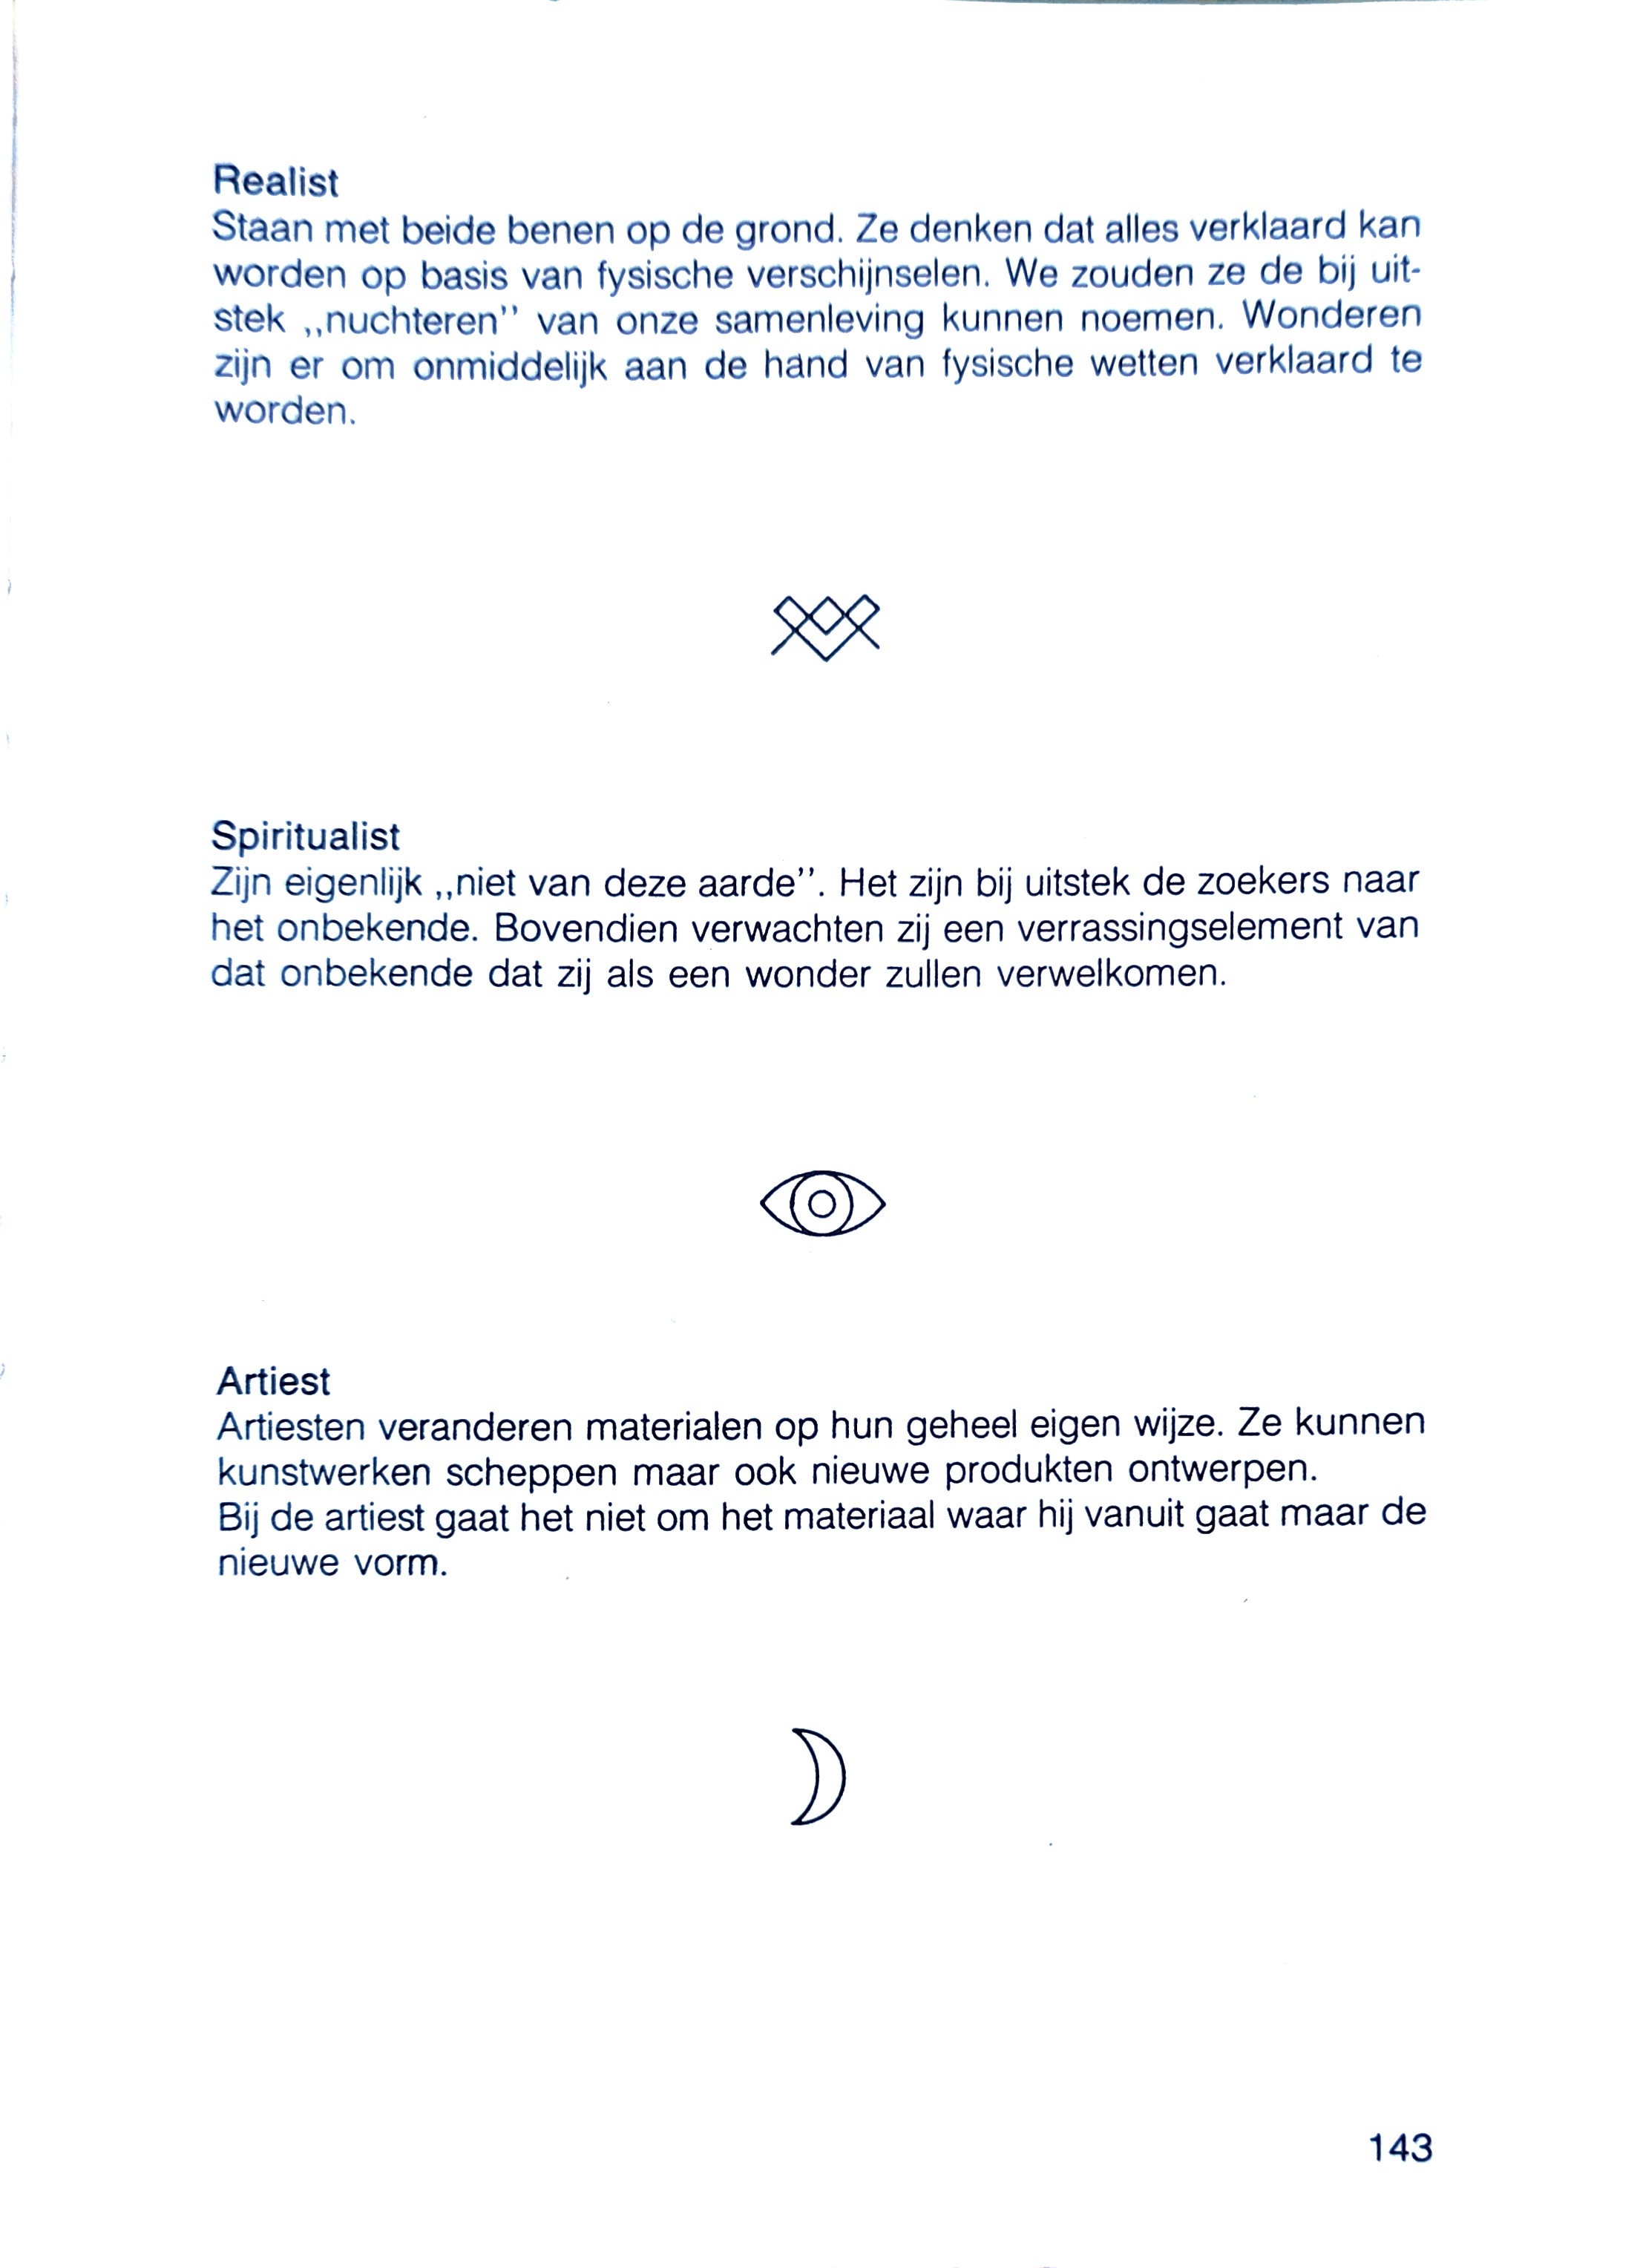 Realist
Staan met beide benen op de grond. Ze denken dat alles verklaard kan
worden op basis van fysische verschijnselen. We zouden ze de bij uit-
stek ,,nuchteren'' van onze samenleving kunnen noemen. Wonderen
zijn er om onmiddelijk aan de hand van fysische wetten verklaard te
worden.
Spiritualist
Zijn eigenlijk ,,niet van deze aarde''. Het zijn bij uitstek de zoekers naar
het onbekende. Bovendien verwachten zij een verrassingselement van
dat onbekende dat zij als een wonder zullen verwelkomen.
Artiest
Artiesten veranderen materialen op hun geheel eigen wijze. Ze kunnen
kunstwerken scheppen maar ook nieuwe produkten ontwerpen.
Bij de artiest gaat het niet om het materiaal waar hij vanuit gaat maar de
nieuwe vorm.
143